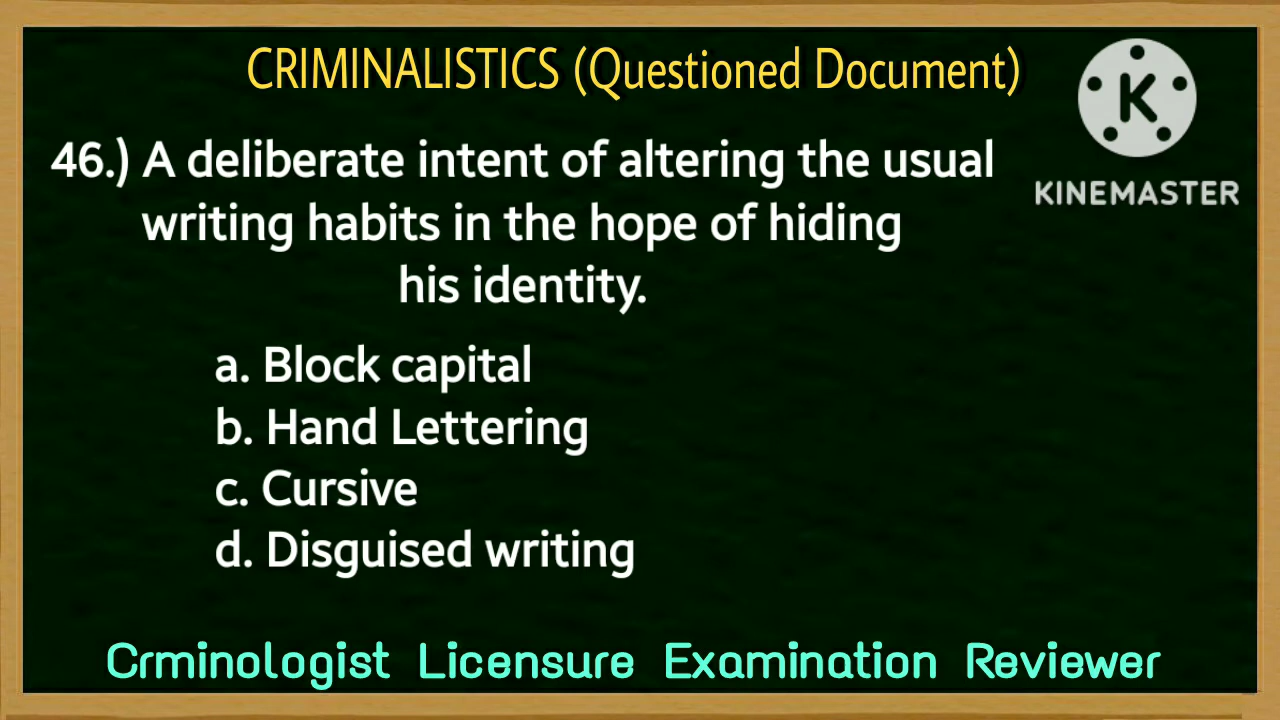 CRIMINALISTICS (Questioned Document)
K
KINEMASTER
46.) A deliberate intent of altering the usual
writing habits in the hope of hiding
his identity.
a. Block capital
b. Hand Lettering
c. Cursive
d. Disguised writing
Crminologist Licensure Examination Reviewer